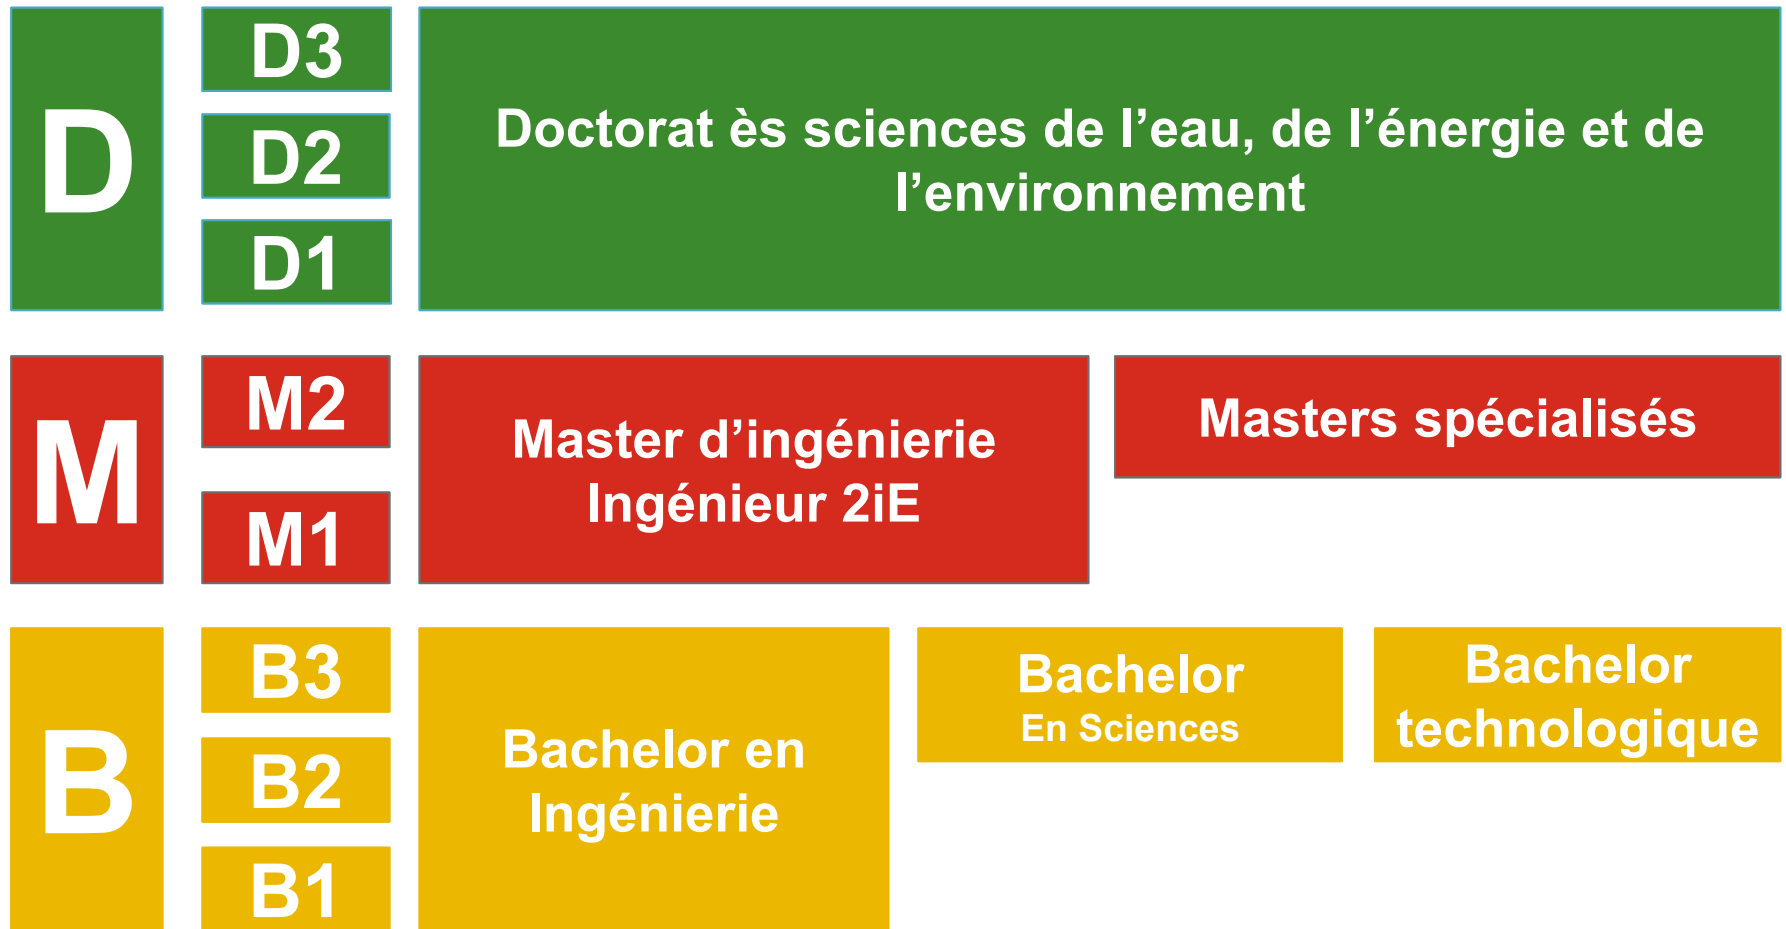 D
D3
D2
D1
Doctorat ès sciences de l’eau, de l’énergie et de
l’environnement
M
M2
M1
Master d’ingénierie
Ingénieur 2iE
Masters spécialisés
B
B3
B2
B1
Bachelor en
Ingénierie
Bachelor
En Sciences
Bachelor
technologique